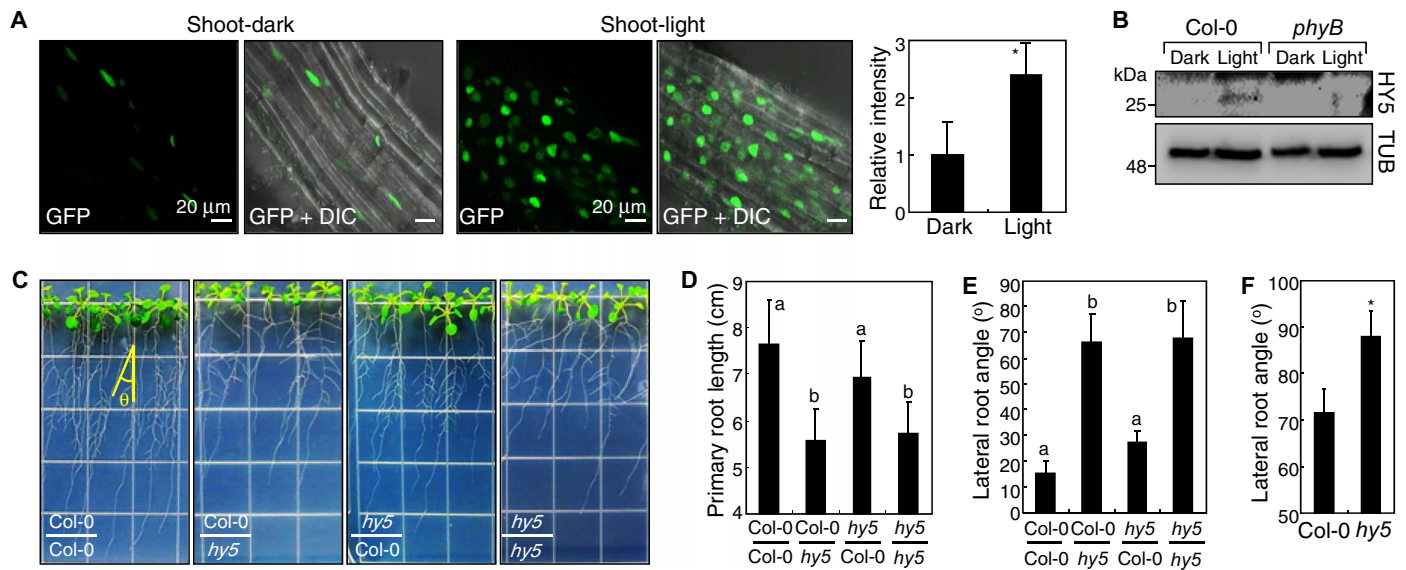 A
Shoot-dark
Shoot-light
GFP
20 μm
GFP + DIC
GFP
20 μm
GFP + DIC
Relative intensity
3
2
1
0
*
Dark
Light
B
Col-0
phyB
Dark
Light
Dark
Light
kDa
25
48
HY5
TUB
C
θ
Col-0
Col-0
Col-0
hy5
hy5
Col-0
hy5
hy5
D
Primary root length (cm)
9
8
7
6
5
4
a
b
a
b
Col-0
Col-0
hy5
hy5
Col-0
hy5
Col-0
hy5
E
Lateral root angle (º)
90
80
70
60
50
40
30
20
10
0
a
b
a
b
Col-0
Col-0
hy5
hy5
Col-0
hy5
Col-0
hy5
F
Lateral root angle (º)
100
90
80
70
60
50
*
Col-0
hy5